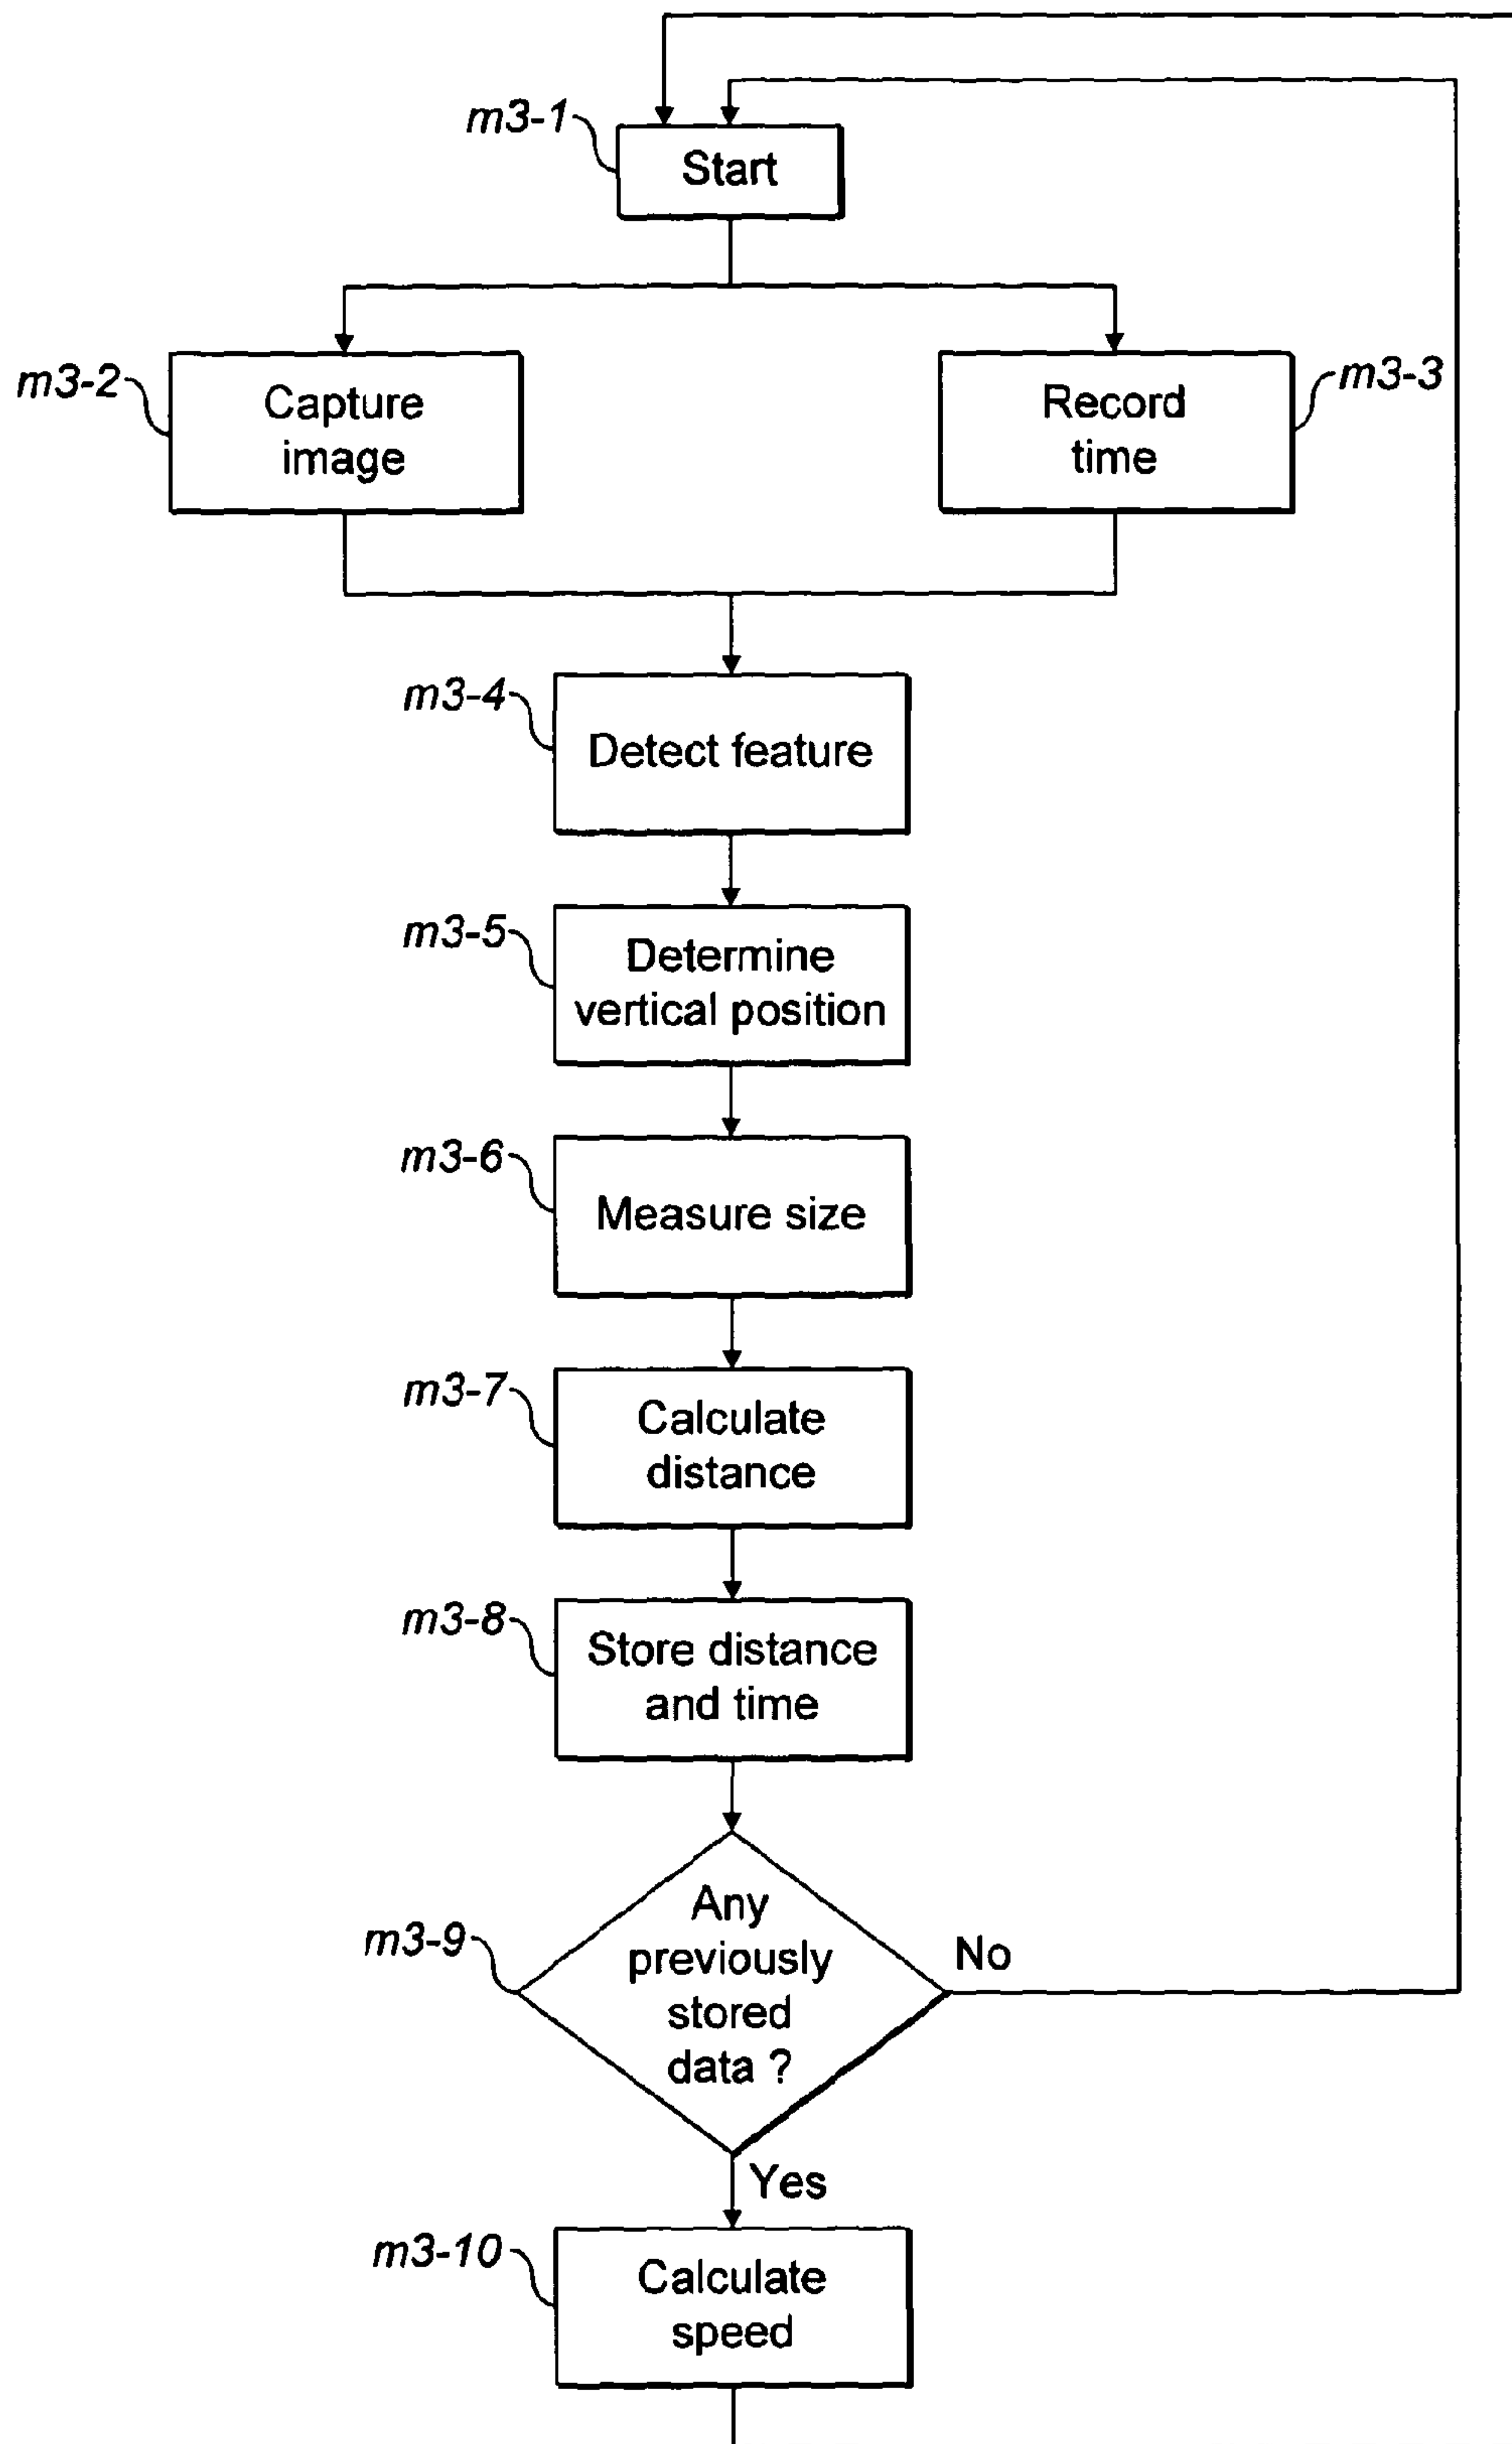 m3-1
Start
m3-2
Capture
image
Record
time
m3-3
m3-4
Detect feature
m3-5
Determine
vertical position
m3-6
Measure size
m3-7
Calculate
distance
m3-8
Store distance
and time
m3-9
Any
previously
stored
data ?
No
Yes
m3-10
Calculate
speed